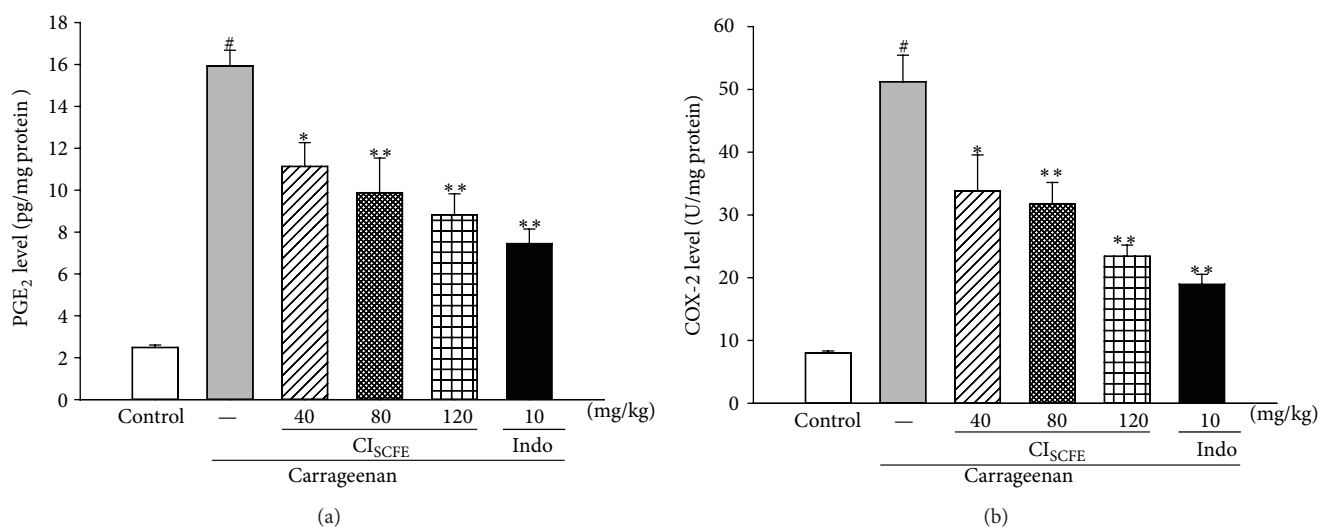 18
16
14
12
10
8
6
4
2
0
PGE2 level (pg/mg protein )
#
*
**
**
**
Control — 40 80 120 10 (mg/kg)
CISCFE Indo
Carrageenan
(a)
60
50
40
30
20
10
0
COX-2 level (U/mg protein)
#
*
**
**
**
Control — 40 80 120 10 (mg/kg)
CISCFE Indo
Carrageenan
(b)